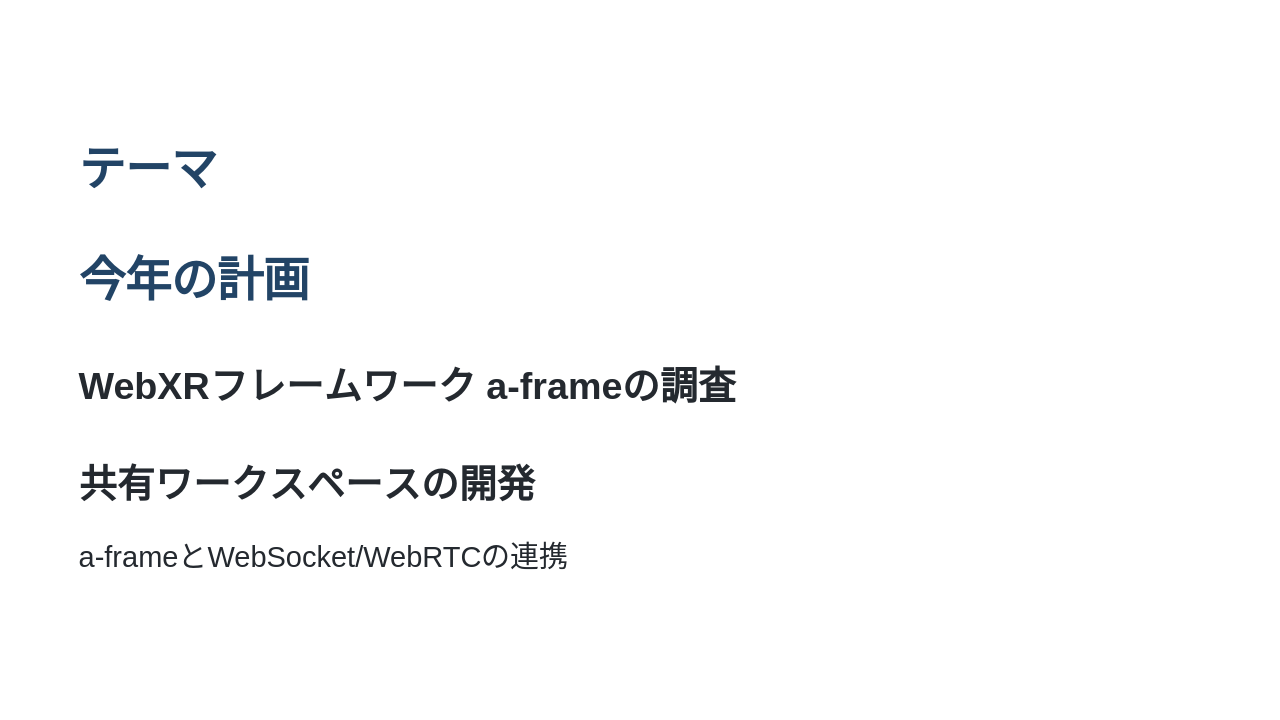 テーマ
今年の計画
WebXRフレームワーク a-frameの調査
共有ワークスペースの開発
a-frameとWebSocket/WebRTCの連携